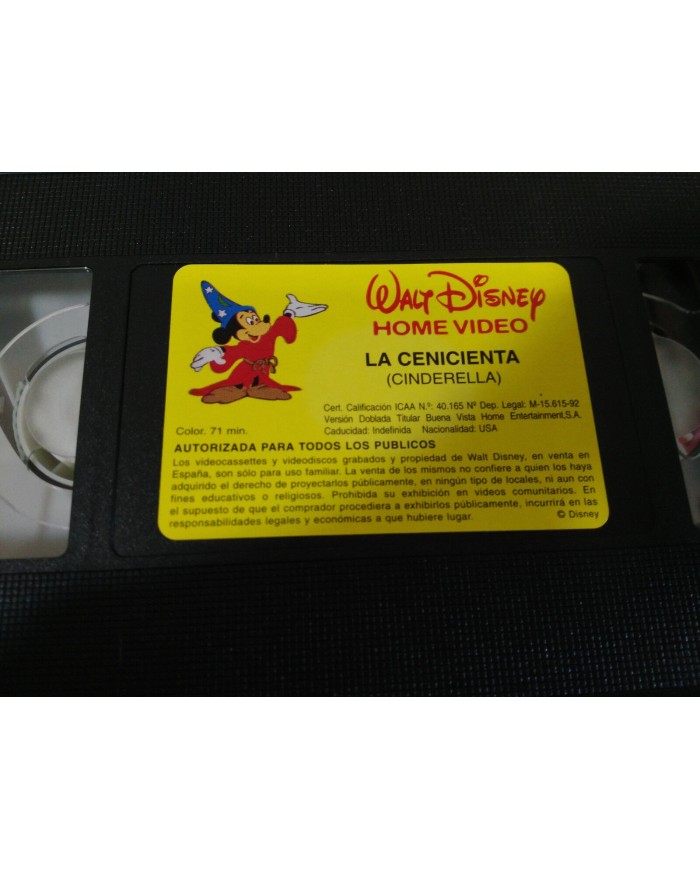 WALT DISNEY
HOME VIDEO
LA CENICIENTA
(CINDERELLA)
Cert. Calificación ICAA N.º: 40.165 Nº Dep. Legal: M-15.615-92
Versión Doblada Titular Buena Vista Home Entertainment,S.A.
Color. 71 min.
Caducidad: Indefinida Nacionalidad: USA
AUTORIZADA PARA TODOS LOS PUBLICOS
Los videocassettes y videodiscos grabados y propiedad de Walt Disney, en venta en
España, son sólo para uso familiar. La venta de los mismos no confiere a quien los haya
adquirido el derecho de proyectarlos públicamente, en ningún tipo de locales, ni aun con
fines educativos o religiosos. Prohibida su exhibición en videos comunitarios. En
el supuesto de que el comprador procediera a exhibirlos públicamente, incurrirá en las
responsabilidades legales y económicas a que hubiere lugar.
© Disney